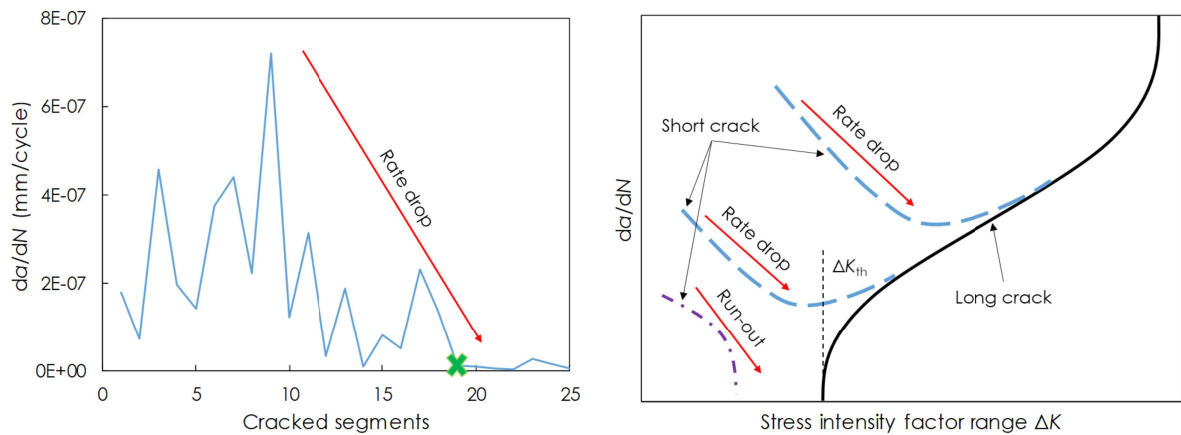 8E-07
6E-07
4E-07
2E-07
0E+00
da/dN (mm/cycle)
Rate drop
0 5 10 15 20 25
Cracked segments
da/dN
Short crack
Rate drop
Rate drop
Run-out
ΔKth
Long crack
Stress intensity factor range ΔK